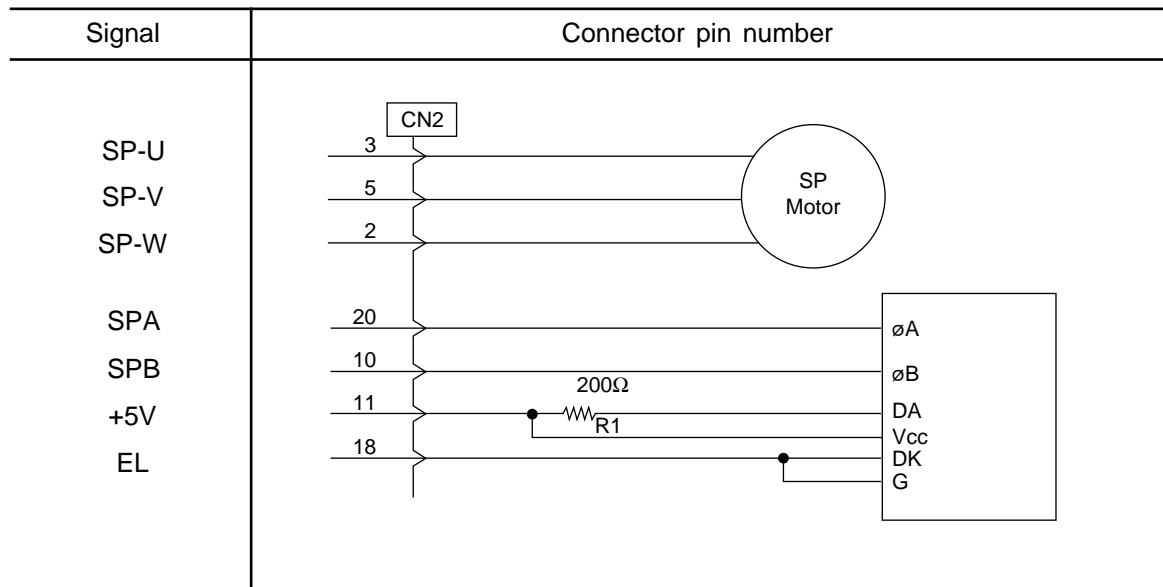 Signal Connector pin number
CN2
SP-U 3
SP-V 5
SP-W 2
SP
Motor
SPA 20 øA
SPB 10 øB
200Ω
+5V 11 DA
R1
Vcc
EL 18 DK
G